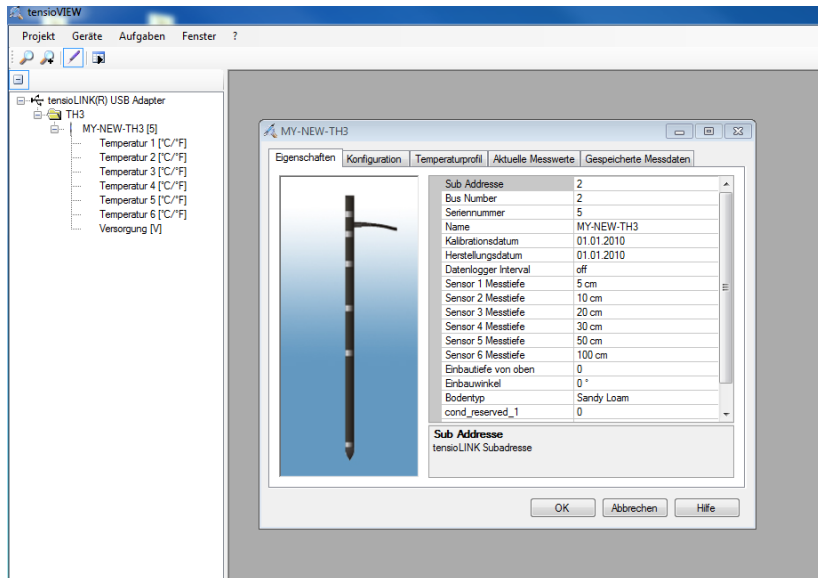 tensioVIEW
Projekt Geräte Aufgaben Fenster ?
tensioLINK(R) USB Adapter
TH3
MY-NEW-TH3 [5]
Temperatur 1 [°C/°F]
Temperatur 2 [°C/°F]
Temperatur 3 [°C/°F]
Temperatur 4 [°C/°F]
Temperatur 5 [°C/°F]
Temperatur 6 [°C/°F]
Versorgung [V]
MY-NEW-TH3
Eigenschaften Konfiguration Temperaturprofil Aktuelle Messwerte Gespeicherte Messdaten
Sub Addresse 2
Bus Number 2
Seriennummer 5
Name MY-NEW-TH3
Kalibrationsdatum 01.01.2010
Herstellungsdatum 01.01.2010
Datenlogger Interval off
Sensor 1 Messtiefe 5 cm
Sensor 2 Messtiefe 10 cm
Sensor 3 Messtiefe 20 cm
Sensor 4 Messtiefe 30 cm
Sensor 5 Messtiefe 50 cm
Sensor 6 Messtiefe 100 cm
Einbautiefe von oben 0
Einbauwinkel 0 °
Bodentyp Sandy Loam
cond_reserved_1 0
Sub Addresse
tensioLINK Subadresse
OK Abbrechen Hilfe